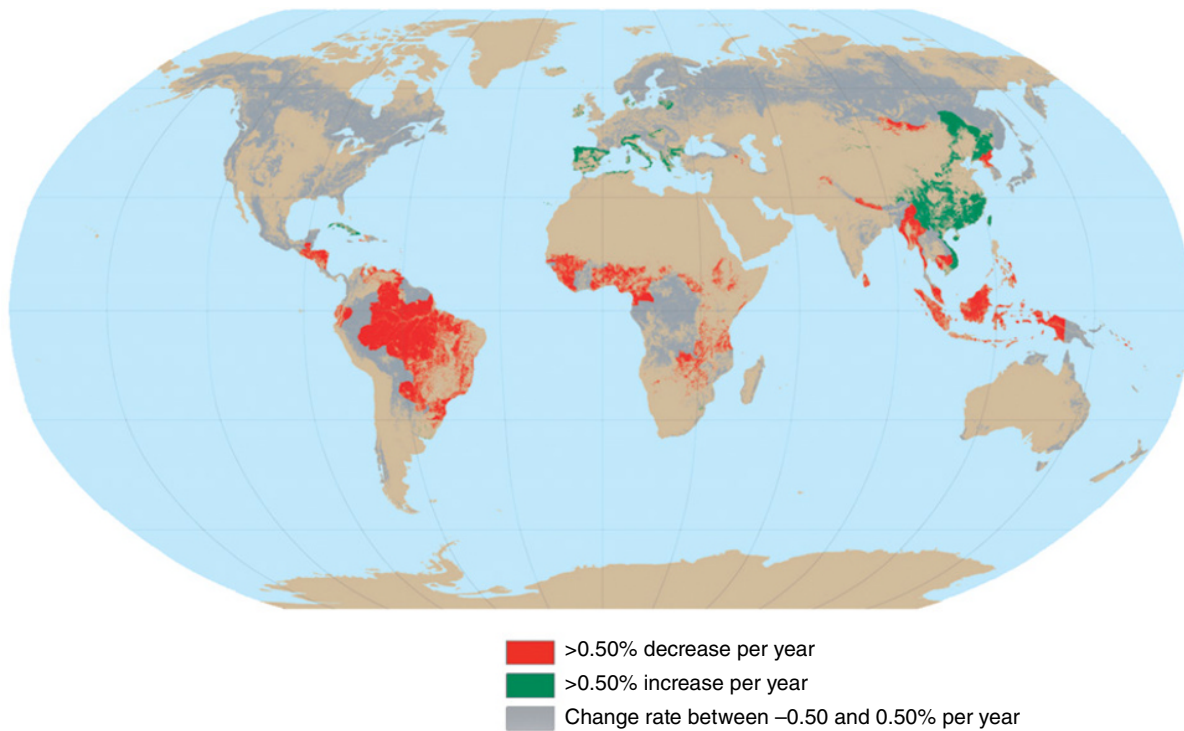 >0.50% decrease per year
>0.50% increase per year
Change rate between –0.50 and 0.50% per year